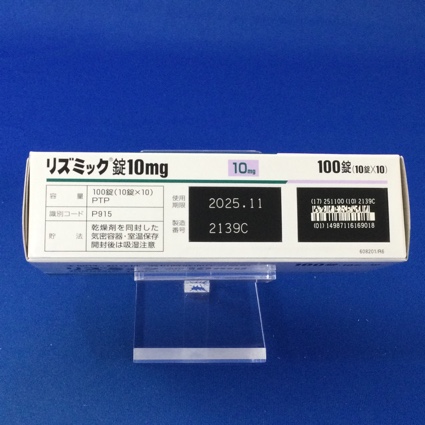 リズミック®錠10mg
10mg
100錠(10錠×10)
容量 100錠(10錠×10)
PTP
識別コード P915
貯法 乾燥剤を同封した
気密容器・室温保存
開封後は吸湿注意
使用
期限 2025.11
製造
番号 2139C
(17) 251100 (10) 2139C
(01) 14987116169018